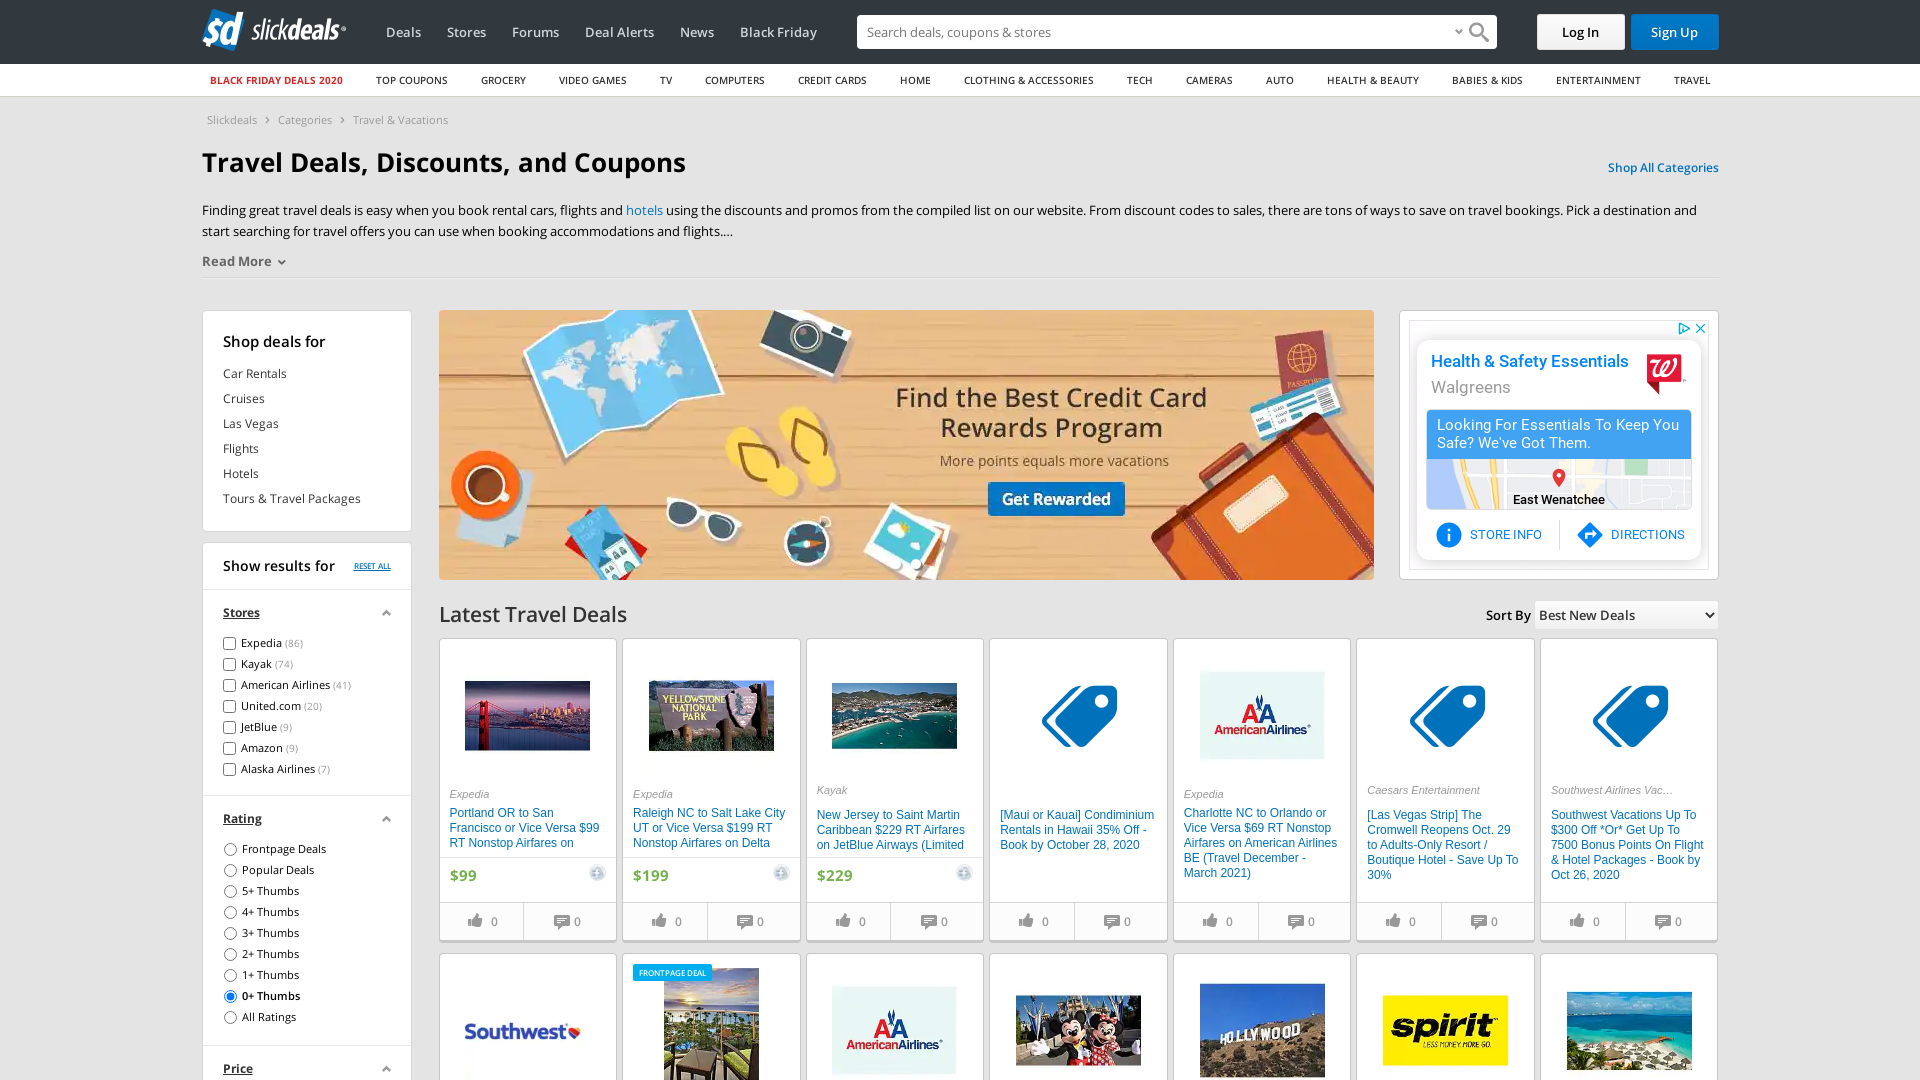 sd slickdeals
Deals
Stores
Forums
Deal Alerts
News
Black Friday
Search deals, coupons & stores
Log In
Sign Up
BLACK FRIDAY DEALS 2020
TOP COUPONS
GROCERY
VIDEO GAMES
TV
COMPUTERS
CREDIT CARDS
HOME
CLOTHING & ACCESSORIES
TECH
CAMERAS
AUTO
HEALTH & BEAUTY
BABIES & KIDS
ENTERTAINMENT
TRAVEL
Slickdeals
Categories
Travel & Vacations
Travel Deals, Discounts, and Coupons
Shop All Categories
Finding great travel deals is easy when you book rental cars, flights and hotels using the discounts and promos from the compiled list on our website. From discount codes to sales, there are tons of ways to save on travel bookings. Pick a destination and
start searching for travel offers you can use when booking accommodations and flights.…
Read More
Shop deals for
Car Rentals
Cruises
Las Vegas
Flights
Hotels
Tours & Travel Packages
Show results for
RESET ALL
Stores
Expedia (86)
Kayak (74)
American Airlines (41)
United.com (20)
JetBlue (9)
Amazon (9)
Alaska Airlines (7)
Rating
Frontpage Deals
Popular Deals
5+ Thumbs
4+ Thumbs
3+ Thumbs
2+ Thumbs
1+ Thumbs
0+ Thumbs
All Ratings
Price
Find the Best Credit Card
Rewards Program
More points equals more vacations
Get Rewarded
PASSPORT
Health & Safety Essentials
Walgreens
Looking For Essentials To Keep You
Safe? We've Got Them.
East Wenatchee
STORE INFO
DIRECTIONS
Latest Travel Deals
Sort By
Best New Deals
Expedia
Portland OR to San
Francisco or Vice Versa $99
RT Nonstop Airfares on
$99
0
0
YELLOWSTONE
NATIONAL
PARK
Expedia
Raleigh NC to Salt Lake City
UT or Vice Versa $199 RT
Nonstop Airfares on Delta
$199
0
0
Kayak
New Jersey to Saint Martin
Caribbean $229 RT Airfares
on JetBlue Airways (Limited
$229
0
0
[Maui or Kauai] Condiminium
Rentals in Hawaii 35% Off -
Book by October 28, 2020
0
0
AA
AmericanAirlines
Expedia
Charlotte NC to Orlando or
Vice Versa $69 RT Nonstop
Airfares on American Airlines
BE (Travel December -
March 2021)
0
0
Caesars Entertainment
[Las Vegas Strip] The
Cromwell Reopens Oct. 29
to Adults-Only Resort /
Boutique Hotel - Save Up To
30%
0
0
Southwest Airlines Vac…
Southwest Vacations Up To
$300 Off *Or* Get Up To
7500 Bonus Points On Flight
& Hotel Packages - Book by
Oct 26, 2020
0
0
Southwest
FRONTPAGE DEAL
AA
AmericanAirlines
HOLLYWOOD
spirit
LESS MONEY. MORE GO.